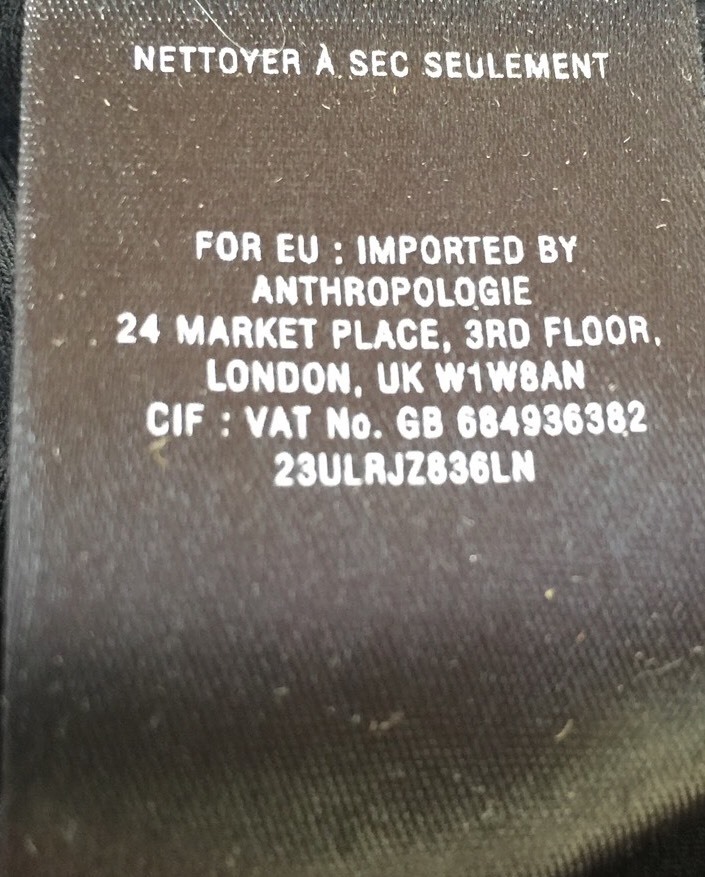 NETTOYER À SEC SEULEMENT
FOR EU : IMPORTED BY
ANTHROPOLOGIE
24 MARKET PLACE, 3RD FLOOR,
LONDON, UK W1W8AN
CIF : VAT No. GB 684936382
23ULRJZ836LN